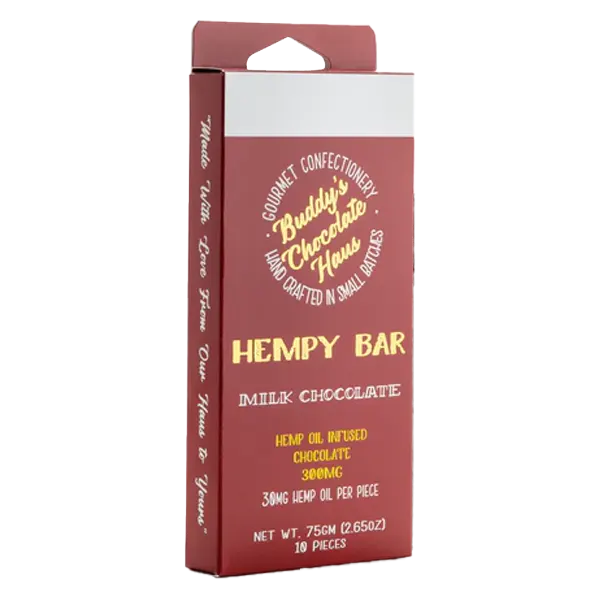 GOURMET CONFECTIONERY
Buddy's
Chocolate
Haus
HAND CRAFTED IN SMALL BATCHES
HEMPY BAR
MILK CHOCOLATE
HEMP OIL INFUSED
CHOCOLATE
300MG
30MG HEMP OIL PER PIECE
NET WT. 75GM (2.65OZ)
10 PIECES
"Made With Love From Our Haus to Yours"